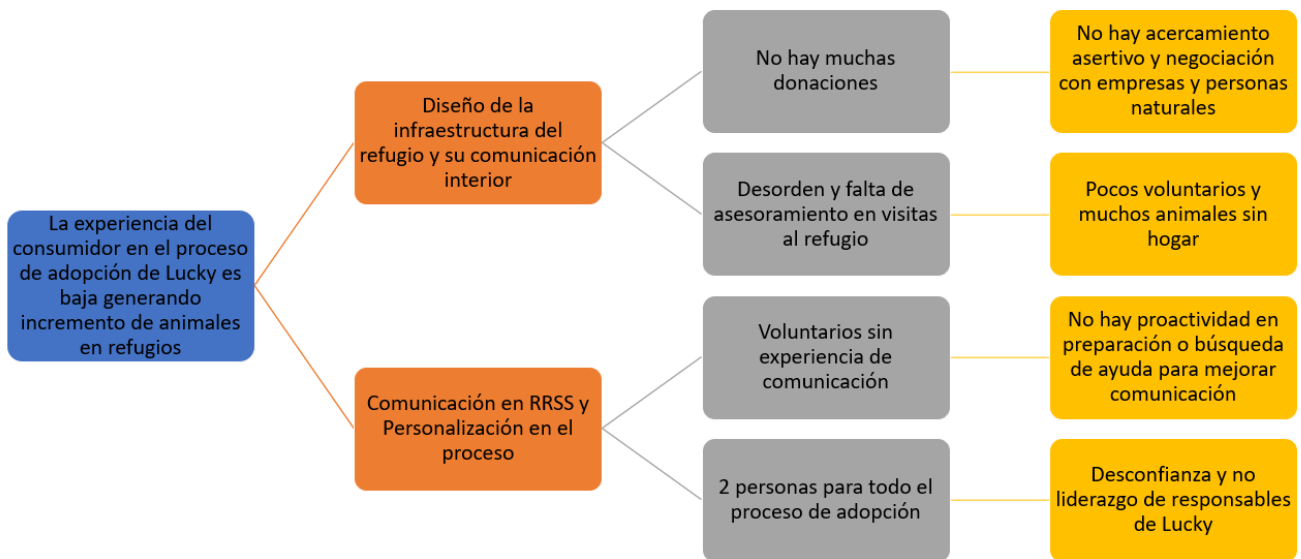 La experiencia del
consumidor en el proceso
de adopción de Lucky es
baja generando
incremento de animales
en refugios
Diseño de la
infraestructura del
refugio y su comunicación
interior
No hay muchas
donaciones
No hay acercamiento
asertivo y negociación
con empresas y personas
naturales
Desorden y falta de
asesoramiento en visitas
al refugio
Pocos voluntarios y
muchos animales sin
hogar
Comunicación en RRSS y
Personalización en el
proceso
Voluntarios sin
experiencia de
comunicación
No hay proactividad en
preparación o búsqueda
de ayuda para mejorar
comunicación
2 personas para todo el
proceso de adopción
Desconfianza y no
liderazgo de responsables
de Lucky